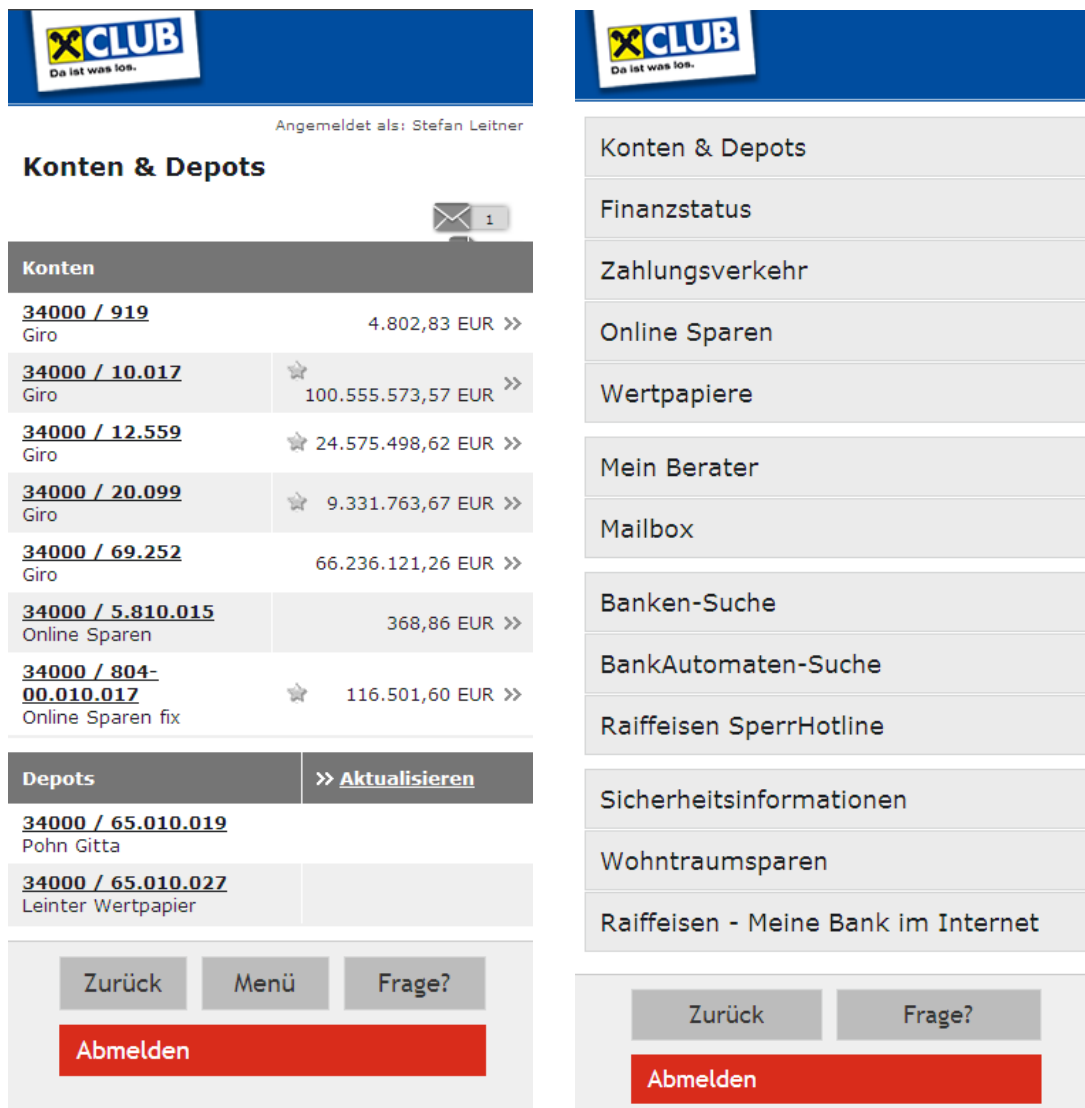 CLUB
Da ist was los.
Angemeldet als: Stefan Leitner
Konten & Depots
1
Konten
34000 / 919
Giro
4.802,83 EUR »
34000 / 10.017
Giro
100.555.573,57 EUR »
34000 / 12.559
Giro
24.575.498,62 EUR »
34000 / 20.099
Giro
9.331.763,67 EUR »
34000 / 69.252
Giro
66.236.121,26 EUR »
34000 / 5.810.015
Online Sparen
368,86 EUR »
34000 / 804-
00.010.017
Online Sparen fix
116.501,60 EUR »
Depots
» Aktualisieren
34000 / 65.010.019
Pohn Gitta
34000 / 65.010.027
Leinter Wertpapier
Zurück
Menü
Frage?
Abmelden
CLUB
Da ist was los.
Konten & Depots
Finanzstatus
Zahlungsverkehr
Online Sparen
Wertpapiere
Mein Berater
Mailbox
Banken-Suche
BankAutomaten-Suche
Raiffeisen SperrHotline
Sicherheitsinformationen
Wohntraumsparen
Raiffeisen - Meine Bank im Internet
Zurück
Frage?
Abmelden